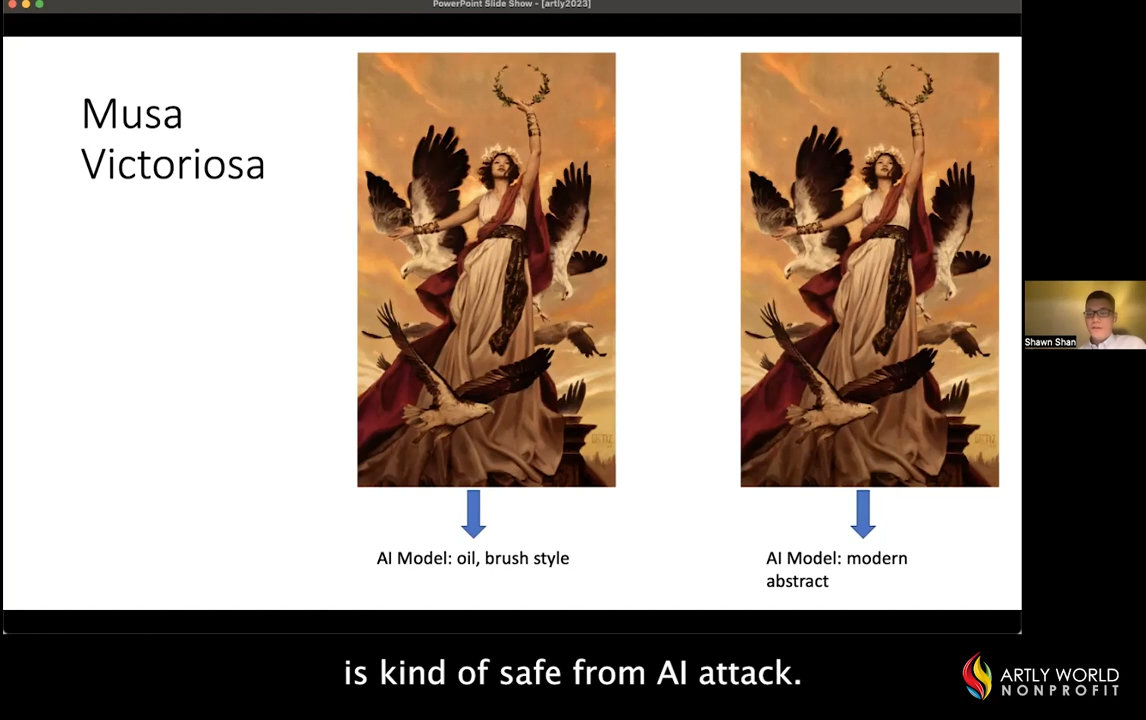 PowerPoint Slide Show - [artly2023]
Musa
Victoriosa
AI Model: oil, brush style
AI Model: modern
abstract
Shawn Shan
is kind of safe from AI attack.
ARTLY WORLD
NONPROFIT